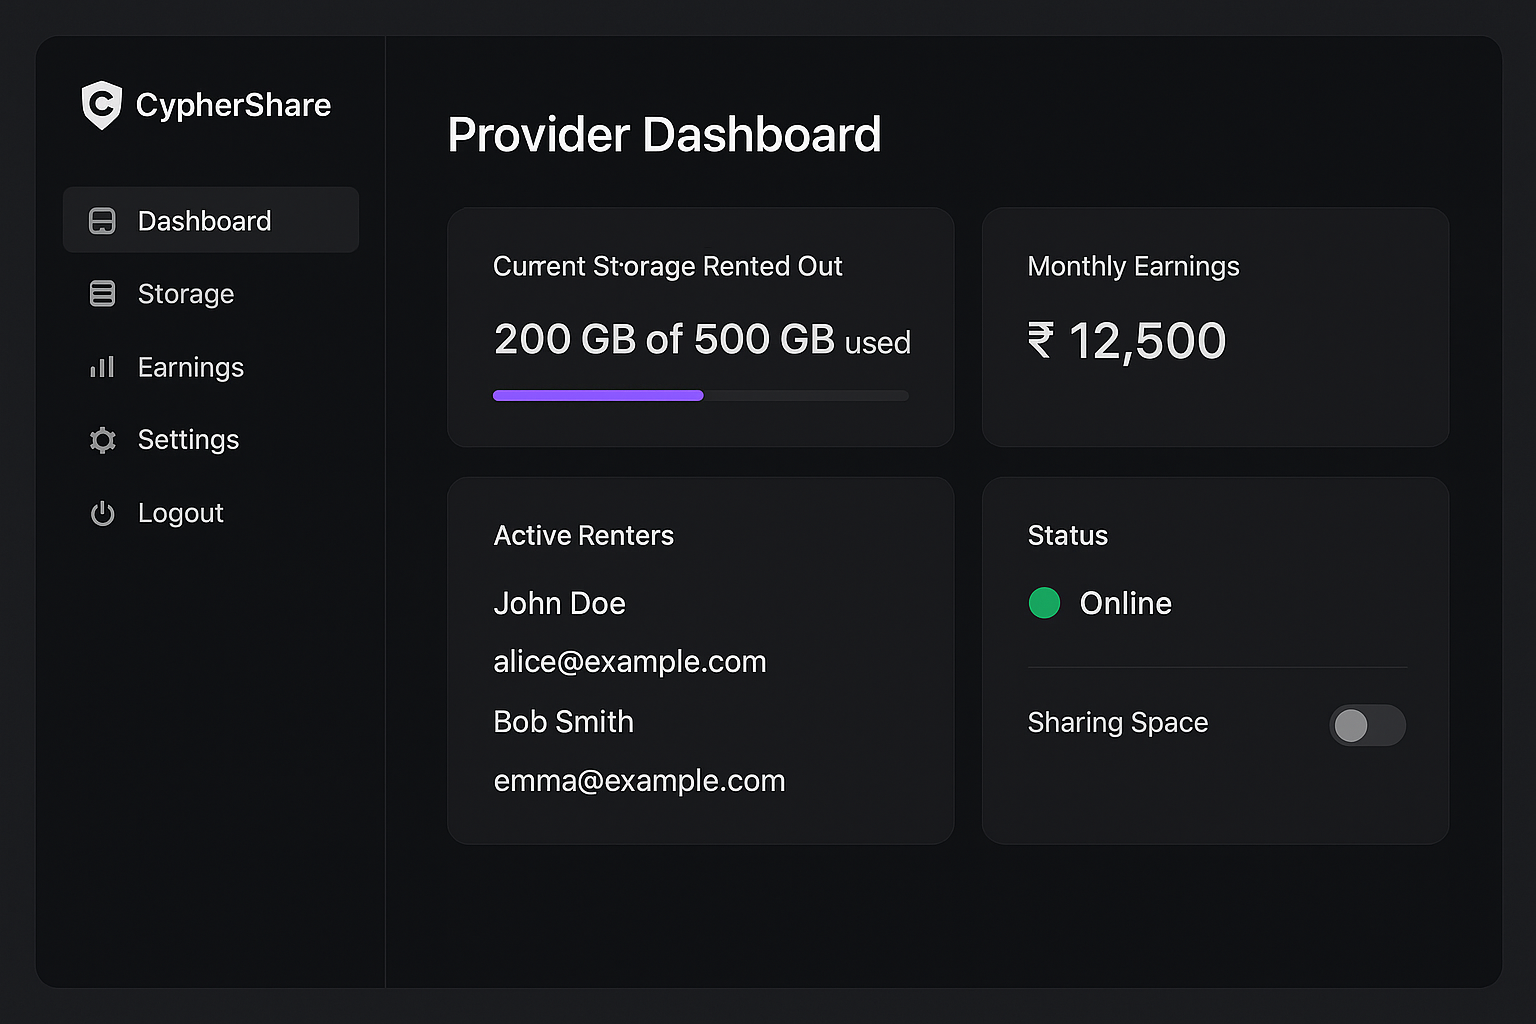 CypherShare
Dashboard
Storage
Earnings
Settings
Logout
Provider Dashboard
Current Storage Rented Out
200 GB of 500 GB used
Monthly Earnings
₹ 12,500
Active Renters
John Doe
alice@example.com
Bob Smith
emma@example.com
Status
Online
Sharing Space